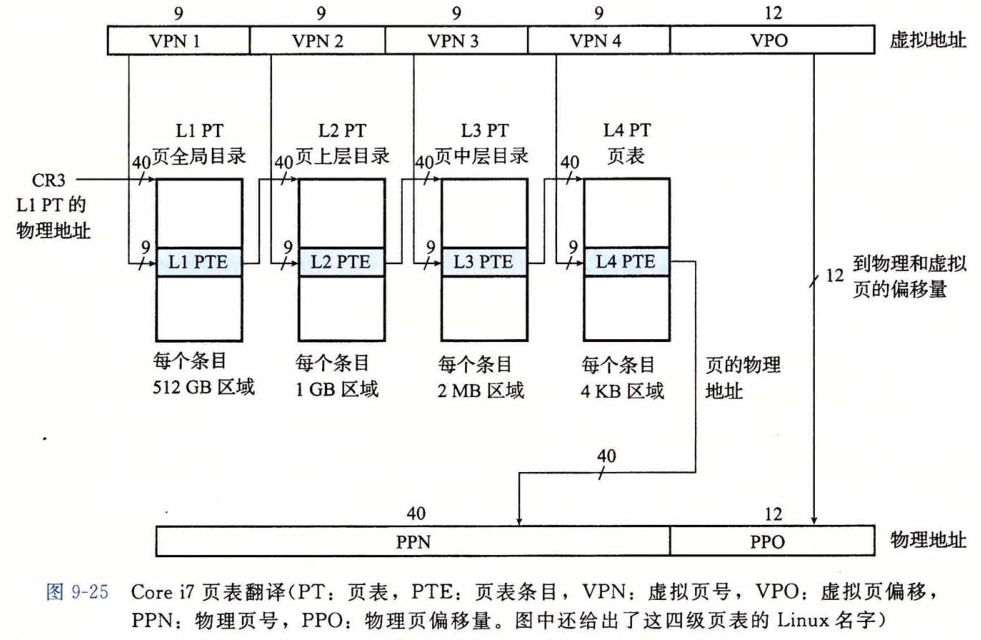 9 9 9 9 12
VPN 1 VPN 2 VPN 3 VPN 4 VPO 虚拟地址
L1 PT L2 PT L3 PT L4 PT
40页全局目录 40页上层目录 40页中层目录 40 页表
CR3
L1 PT 的
物理地址
9 9 9 9
L1 PTE L2 PTE L3 PTE L4 PTE
12 到物理和虚拟
页的偏移量
每个条目 每个条目 每个条目 每个条目 页的物理
512 GB 区域 1 GB 区域 2 MB 区域 4 KB 区域 地址
40
40 12
PPN PPO 物理地址
图 9-25 Core i7 页表翻译(PT：页表，PTE：页表条目，VPN：虚拟页号，VPO：虚拟页偏移，
PPN：物理页号，PPO：物理页偏移量。图中还给出了这四级页表的 Linux 名字)